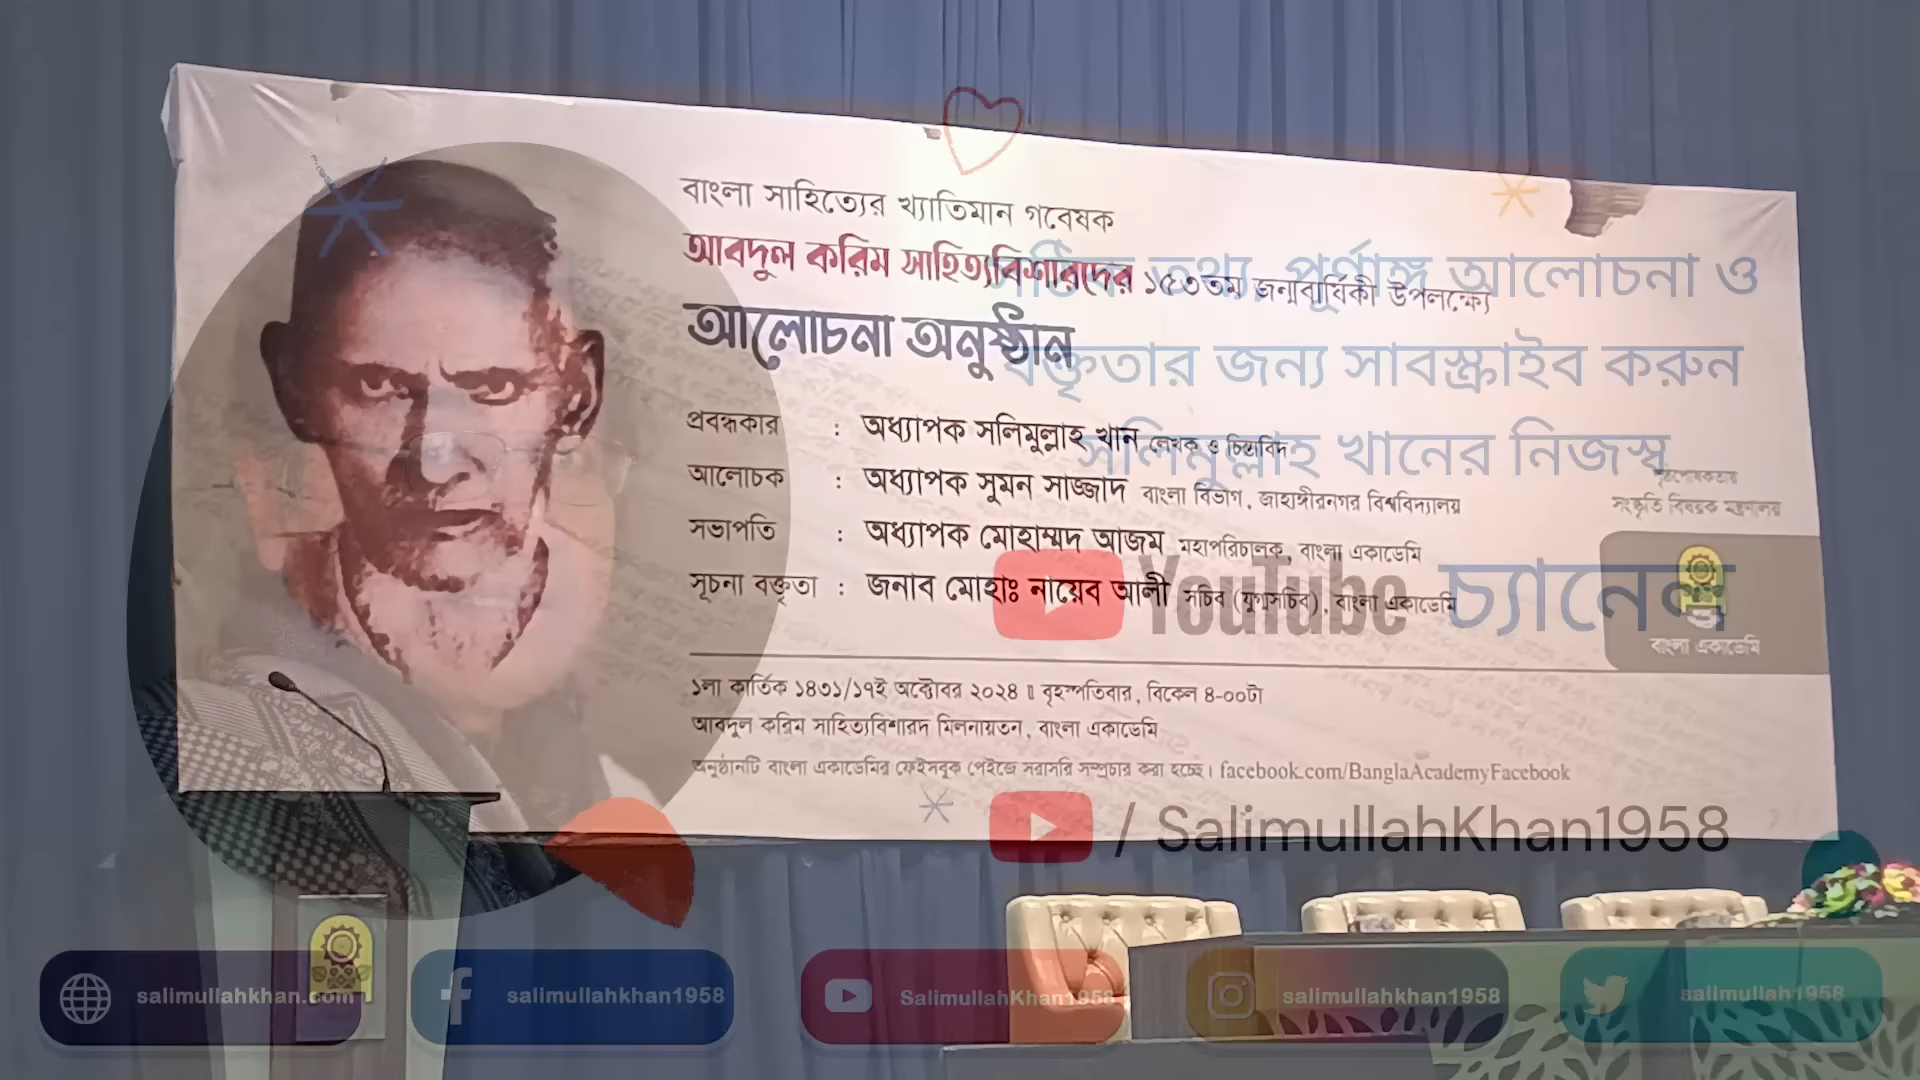 বাংলা সাহিত্যের খ্যাতিমান গবেষক
আবদুল করিম সাহিত্যবিশারদের ১৫৩তম জন্মবার্ষিকী উপলক্ষ্যে
আলোচনা অনুষ্ঠান
প্রবন্ধকার : অধ্যাপক সলিমুল্লাহ খান লেখক ও চিন্তাবিদ
আলোচক : অধ্যাপক সুমন সাজ্জাদ বাংলা বিভাগ, জাহাঙ্গীরনগর বিশ্ববিদ্যালয়
সভাপতি : অধ্যাপক মোহাম্মদ আজম মহাপরিচালক, বাংলা একাডেমি
সূচনা বক্তৃতা : জনাব মোহাঃ নায়েব আলী সচিব (যুগ্মসচিব), বাংলা একাডেমি
১লা কার্তিক ১৪৩১/১৭ই অক্টোবর ২০২৪ ॥ বৃহস্পতিবার, বিকেল ৪-০০টা
আবদুল করিম সাহিত্যবিশারদ মিলনায়তন, বাংলা একাডেমি
অনুষ্ঠানটি বাংলা একাডেমির ফেইসবুক পেইজে সরাসরি সম্প্রচার করা হচ্ছে। facebook.com/BanglaAcademyFacebook
পৃষ্ঠপোষকতায়
সংস্কৃতি বিষয়ক মন্ত্রণালয়
বাংলা একাডেমি
সঠিক তথ্য, পূর্ণাঙ্গ আলোচনা ও
বক্তৃতার জন্য সাবস্ক্রাইব করুন
সলিমুল্লাহ খানের নিজস্ব
YouTube চ্যানেল
/ SalimullahKhan1958
salimullahkhan.com
salimullahkhan1958
SalimullahKhan1958
salimullahkhan1958
salimullah1958